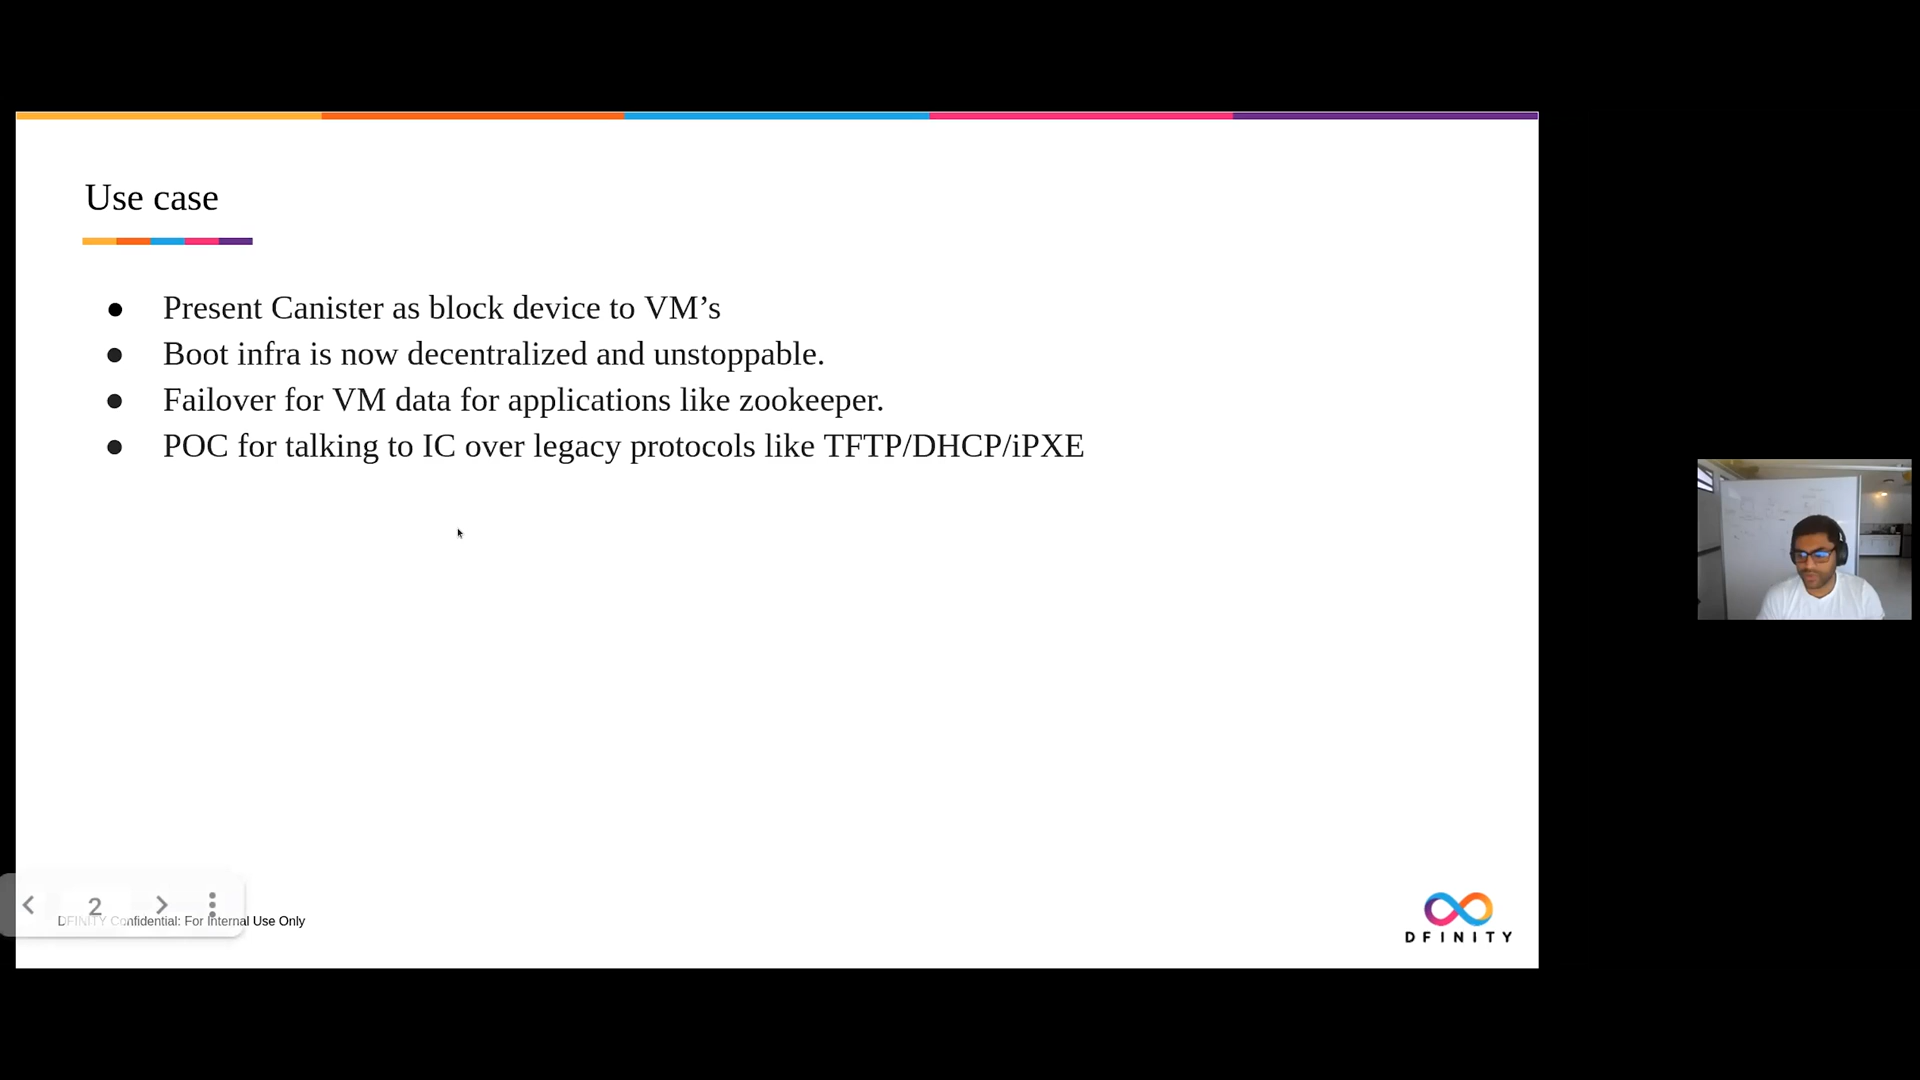 Use case
● Present Canister as block device to VM’s
● Boot infra is now decentralized and unstoppable.
● Failover for VM data for applications like zookeeper.
● POC for talking to IC over legacy protocols like TFTP/DHCP/iPXE
2
DFINITY Confidential: For Internal Use Only
DFINITY